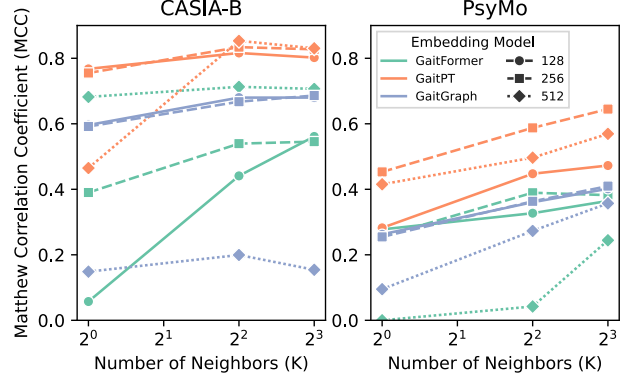 CASIA-B
PsyMo
Matthew Correlation Coefficient (MCC)
0.8
0.6
0.4
0.2
0.0
2^0 2^1 2^2 2^3
Number of Neighbors (K)
Embedding Model
GaitFormer
GaitPT
GaitGraph
128
256
512
0.8
0.6
0.4
0.2
0.0
2^0 2^1 2^2 2^3
Number of Neighbors (K)